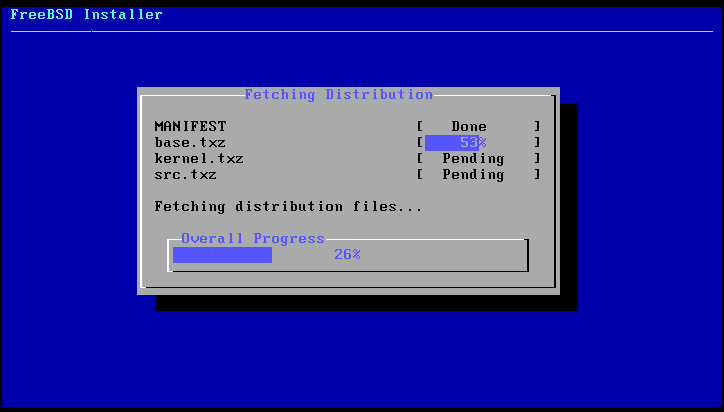 FreeBSD Installer
Fetching Distribution
MANIFEST [ Done ]
base.txz [ 53% ]
kernel.txz [ Pending ]
src.txz [ Pending ]
Fetching distribution files...
Overall Progress
26%